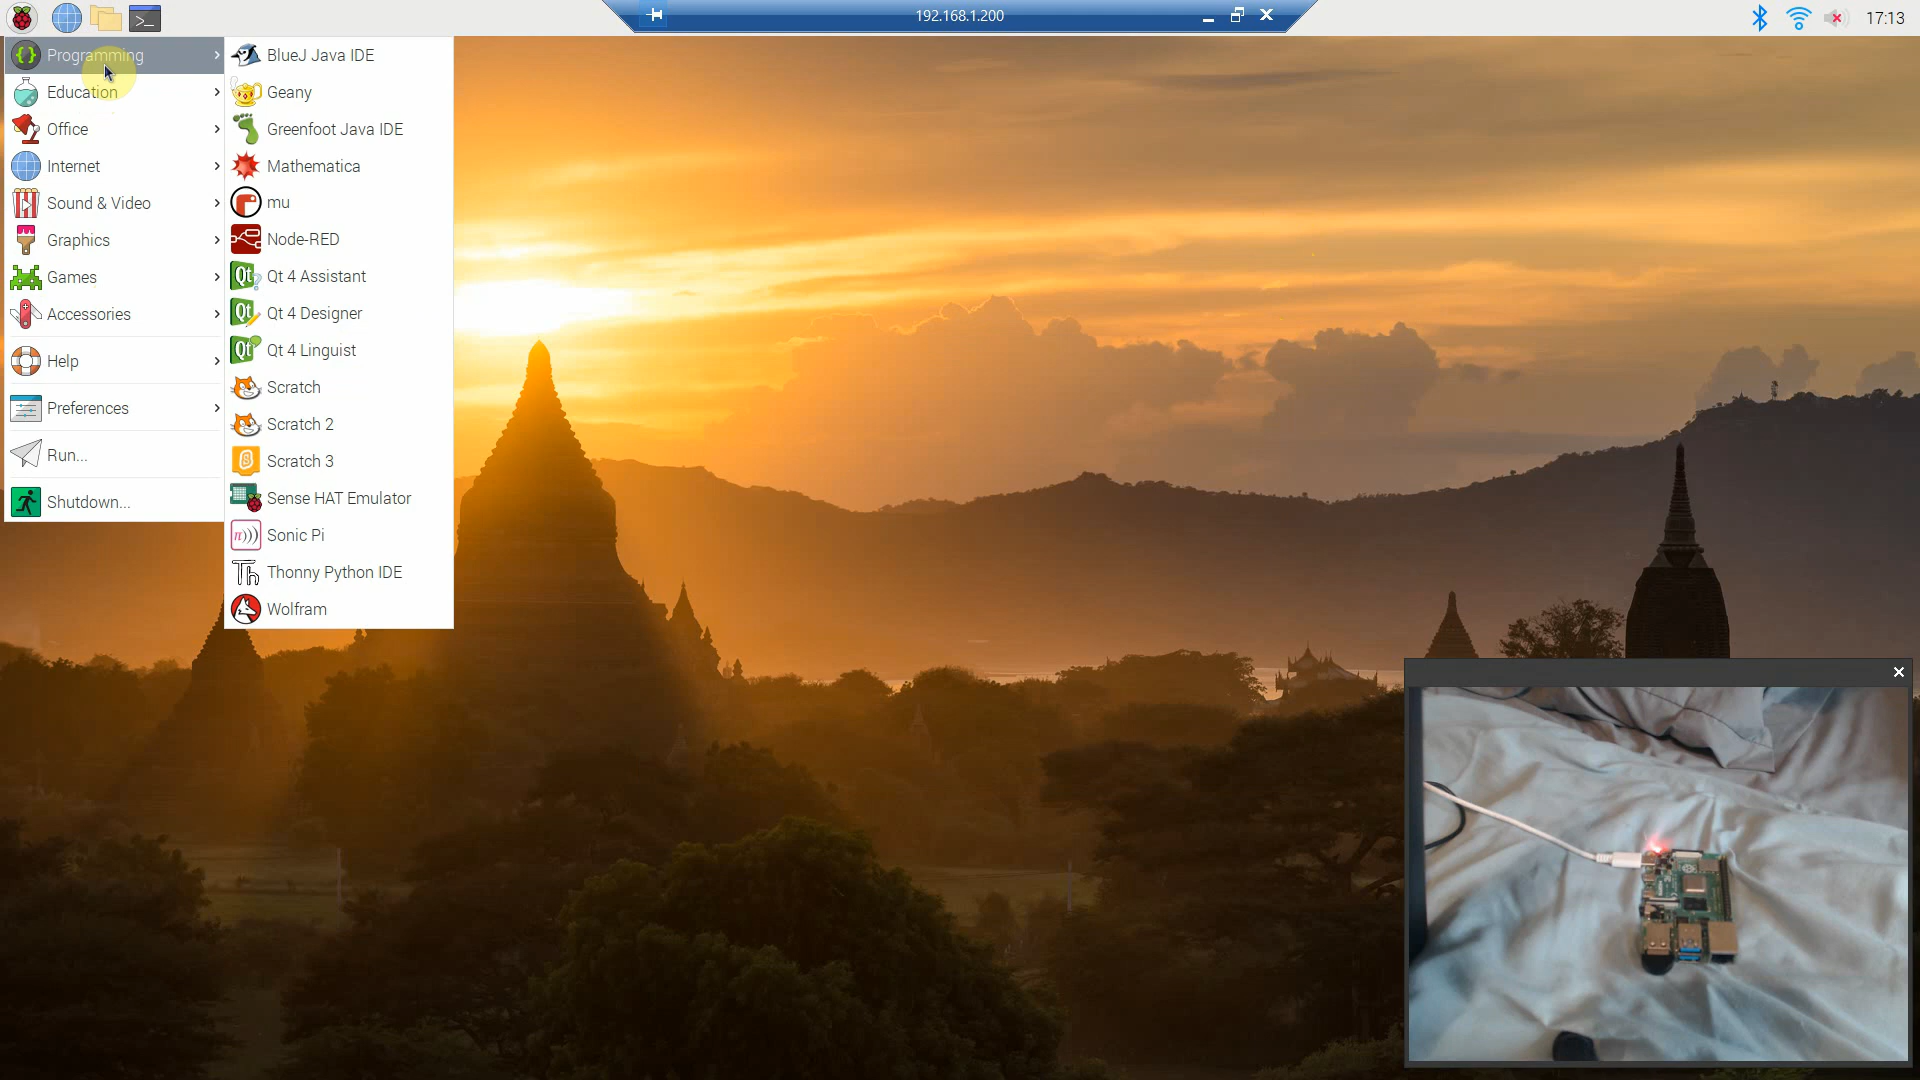 192.168.1.200
17:13
Programming
Education
Office
Internet
Sound & Video
Graphics
Games
Accessories
Help
Preferences
Run...
Shutdown...
BlueJ Java IDE
Geany
Greenfoot Java IDE
Mathematica
mu
Node-RED
Qt 4 Assistant
Qt 4 Designer
Qt 4 Linguist
Scratch
Scratch 2
Scratch 3
Sense HAT Emulator
Sonic Pi
Thonny Python IDE
Wolfram